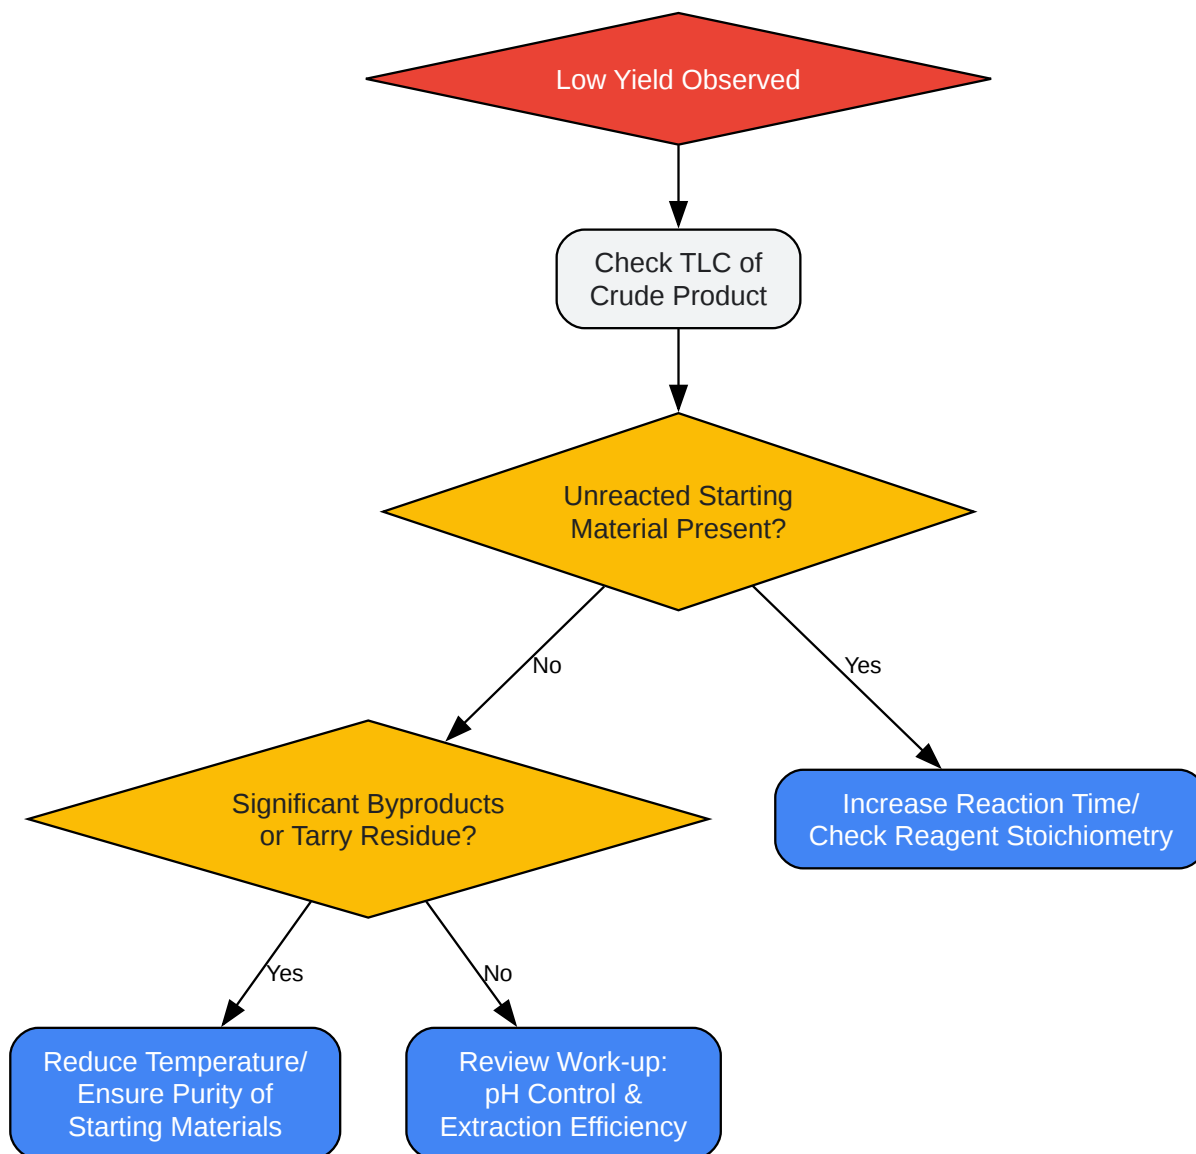 Low Yield Observed
Check TLC of
Crude Product
Unreacted Starting
Material Present?
No
Yes
Significant Byproducts
or Tarry Residue?
Increase Reaction Time/
Check Reagent Stoichiometry
Yes
No
Reduce Temperature/
Ensure Purity of
Starting Materials
Review Work-up:
pH Control &
Extraction Efficiency